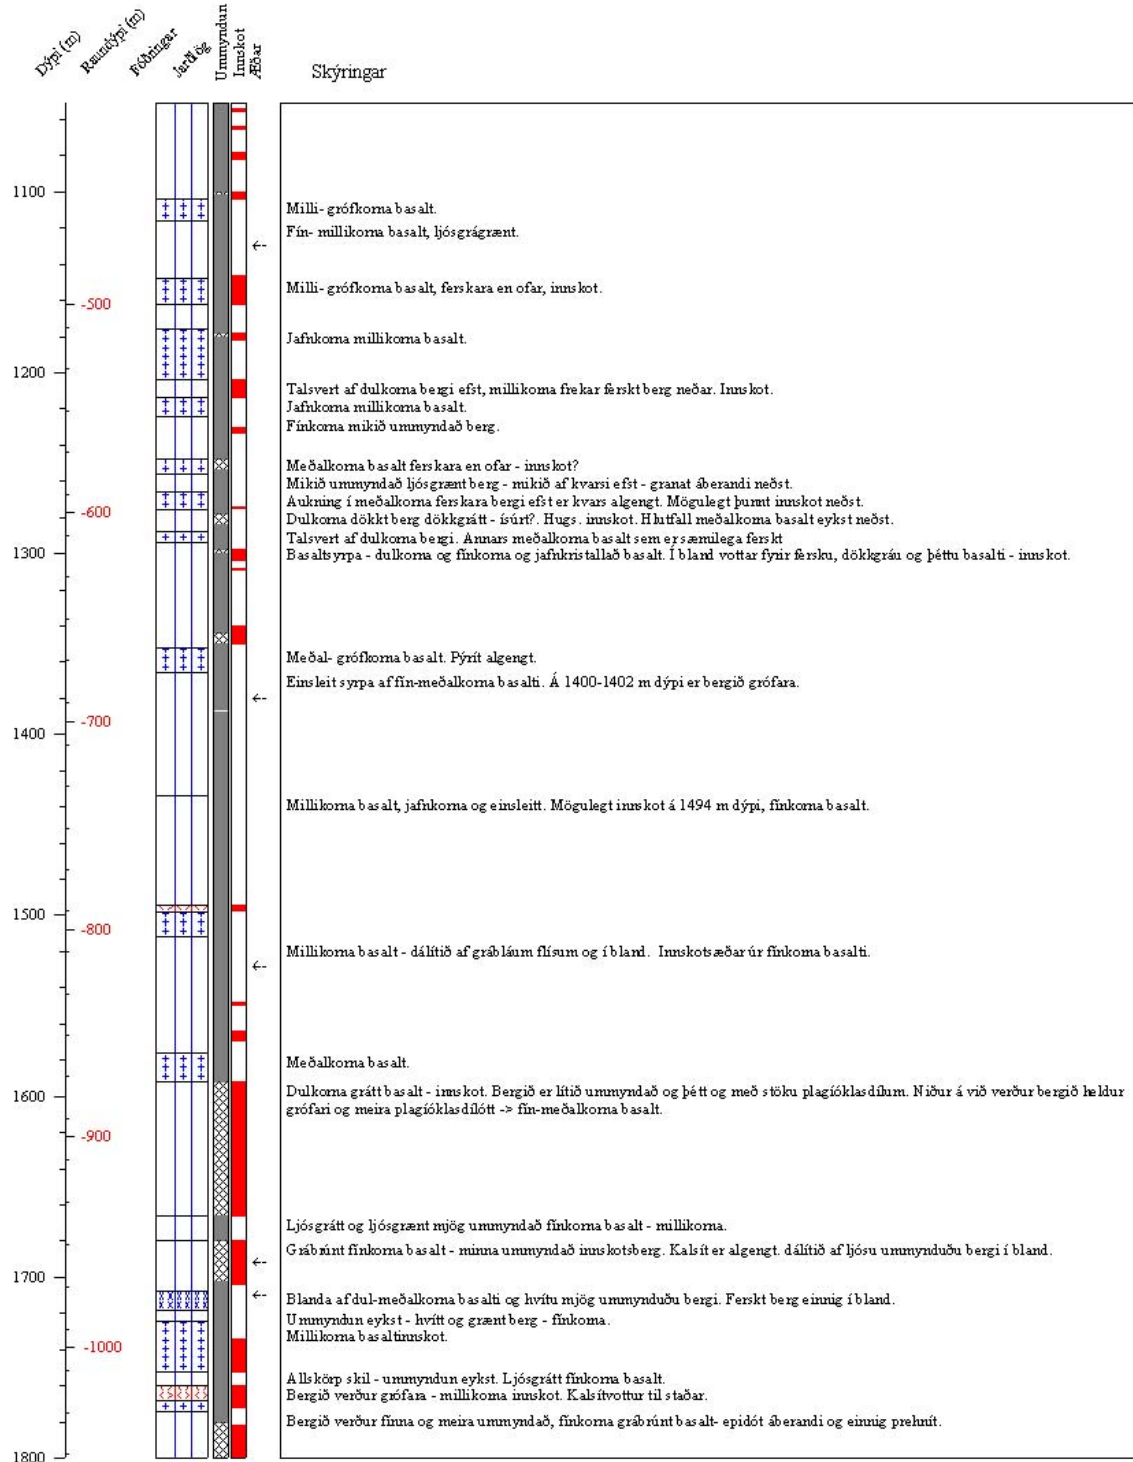 Dýpi (m)
Raundýpi (m)
Fóðringar
Jarðlög
Ummyndun
Innskot
Æðar
Skýringar
1100
Milli- grófkorna basalt.
Fín- millikorna basalt, ljósgrágrænt.
Milli- grófkorna basalt, ferskara en ofar, innskot.
-500
Jafnkorna millikorna basalt.
1200
Talsvert af dulkorna bergi efst, millikorna frekar ferskt berg neðar. Innskot.
Jafnkorna millikorna basalt.
Fínkorna mikið ummyndað berg.
Meðalkorna basalt ferskara en ofar - innskot?
Mikið ummyndað ljósgrænt berg - mikið af kvarsi efst - granat áberandi neðst.
Aukning í meðalkorna ferskara bergi efst er kvars algengt. Mögulegt þunnt innskot neðst.
-600
Dulkorna dökkt berg dökkgrátt - ísúrt?. Hugs. innskot. Hlutfall meðalkorna basalt eykst neðst.
Talsvert af dulkorna bergi. Annars meðalkorna basalt sem er sæmilega ferskt
1300
Basaltsyrpa - dulkorna og fínkorna og jafnkristallað basalt. Í bland vottar fyrir fersku, dökkgráu og þéttu basalti - innskot.
Meðal- grófkorna basalt. Pýrít algengt.
Einsleit syrpa af fín-meðalkorna basalti. Á 1400-1402 m dýpi er bergið grófara.
-700
1400
Millikorna basalt, jafnkorna og einsleitt. Mögulegt innskot á 1494 m dýpi, fínkorna basalt.
1500
-800
Millikorna basalt - dálítið af grábláum flísum og í bland. Innskotsæðar úr fínkorna basalti.
Meðalkorna basalt.
1600
Dulkorna grátt basalt - innskot. Bergið er lítið ummyndað og þétt og með stöku plagíóklasdílum. Niður á við verður bergið heldur
grófari og meira plagíóklasdílótt -> fín-meðalkorna basalt.
-900
Ljósgrátt og ljósgrænt mjög ummyndað fínkorna basalt - millikorna.
Grábrúnt fínkorna basalt - minna ummyndað innskotsberg. Kalsít er algengt. dálítið af ljósu ummynduðu bergi í bland.
1700
Blanda af dul-meðalkorna basalti og hvítu mjög ummynduðu bergi. Ferskt berg einnig í bland.
Ummyndun eykst - hvítt og grænt berg - fínkorna.
Millikorna basaltinnskot.
-1000
Allskörp skil - ummyndun eykst. Ljósgrátt fínkorna basalt.
Bergið verður grófara - millikorna innskot. Kalsítvottur til staðar.
Bergið verður fínna og meira ummyndað, fínkorna grábrúnt basalt- epidót áberandi og einnig prehnít.
1800